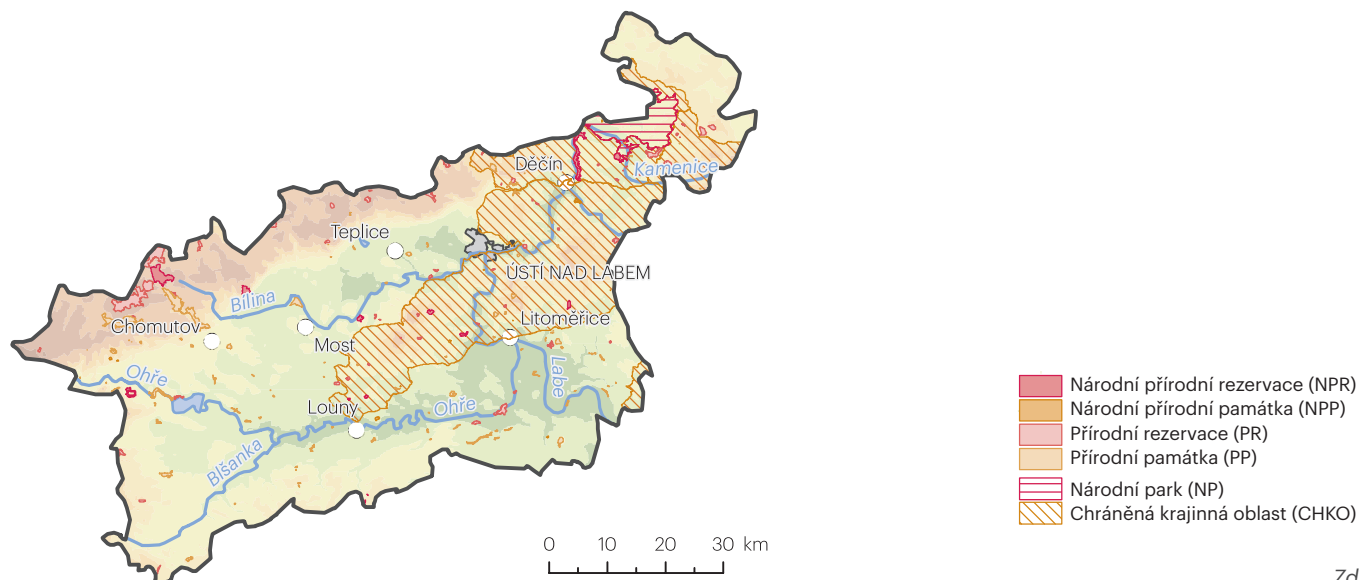 Děčín
Kamenice
Teplice
ÚSTÍ NAD LABEM
Bílina
Chomutov
Most
Litoměřice
Labe
Ohře
Louny
Ohře
Blšanka
0 10 20 30 km
Národní přírodní rezervace (NPR)
Národní přírodní památka (NPP)
Přírodní rezervace (PR)
Přírodní památka (PP)
Národní park (NP)
Chráněná krajinná oblast (CHKO)
Zd